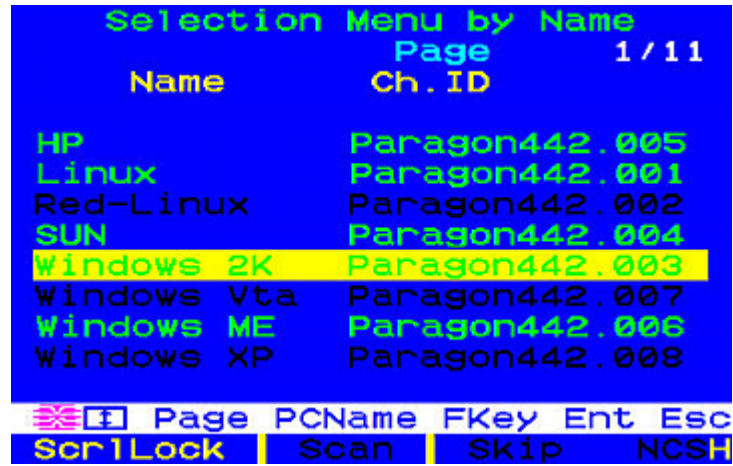 Selection Menu by Name
Page 1/11
Name Ch.ID
HP Paragon442.005
Linux Paragon442.001
Red-Linux Paragon442.002
SUN Paragon442.004
Windows 2K Paragon442.003
Windows Vta Paragon442.007
Windows ME Paragon442.006
Windows XP Paragon442.008
Page PCName FKey Ent Esc
ScrlLock Scan Skip NCSH